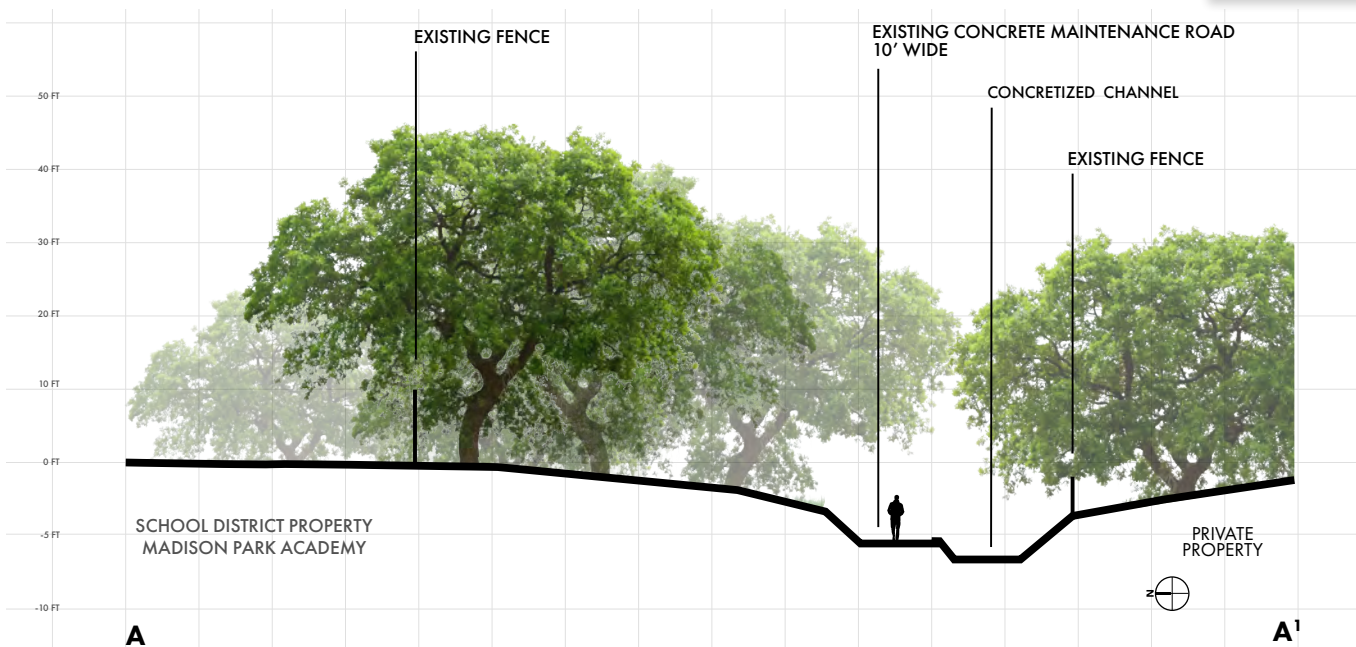 EXISTING FENCE
EXISTING CONCRETE MAINTENANCE ROAD
10’ WIDE
CONCRETIZED CHANNEL
EXISTING FENCE
50 FT
40 FT
30 FT
20 FT
10 FT
0 FT
-5 FT
-10 FT
SCHOOL DISTRICT PROPERTY
MADISON PARK ACADEMY
PRIVATE
PROPERTY
N
A
A¹